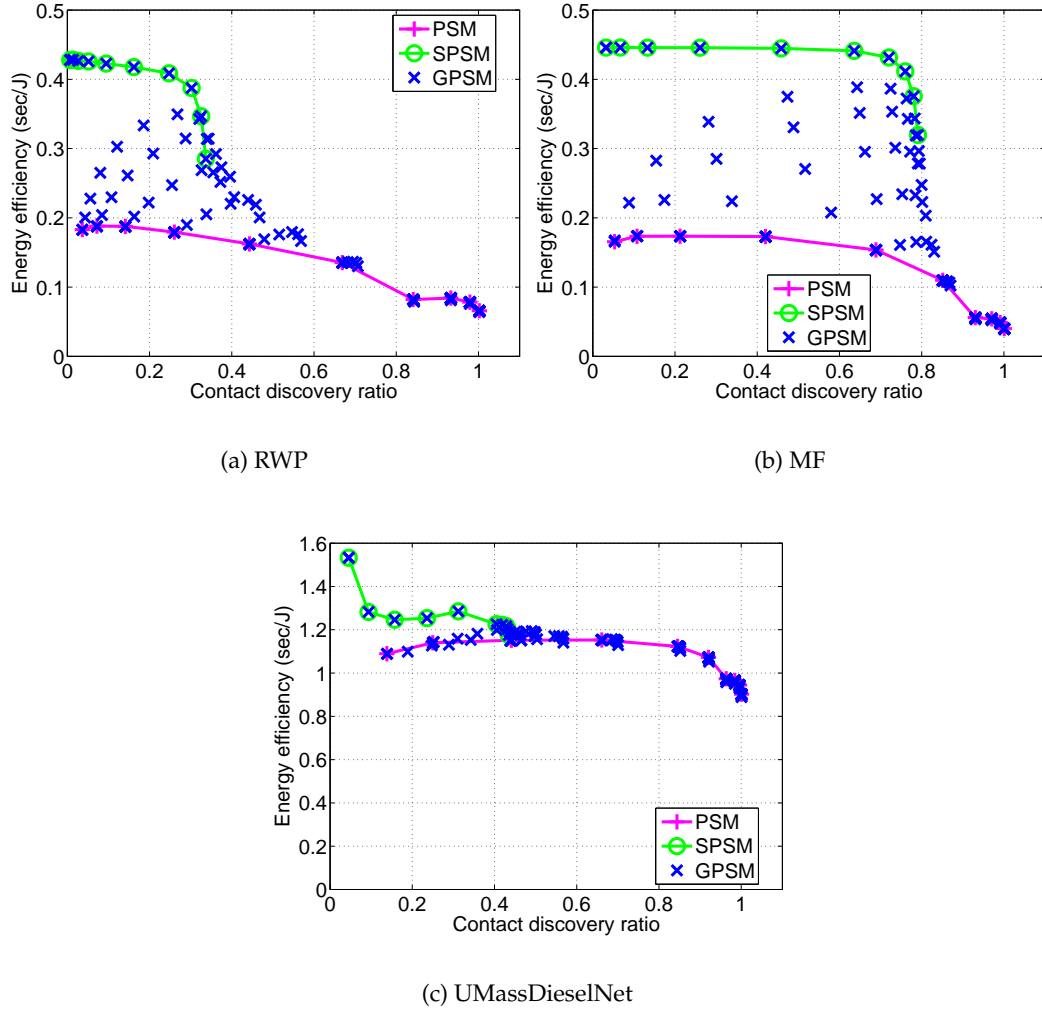 0.5
0.4
0.3
0.2
0.1
0
Energy efficiency (sec/J)
0 0.2 0.4 0.6 0.8 1
Contact discovery ratio
PSM
SPSM
GPSM
(a) RWP
0.5
0.4
0.3
0.2
0.1
0
Energy efficiency (sec/J)
0 0.2 0.4 0.6 0.8 1
Contact discovery ratio
PSM
SPSM
GPSM
(b) MF
1.6
1.4
1.2
1
0.8
0.6
0.4
0.2
0
Energy efficiency (sec/J)
0 0.2 0.4 0.6 0.8 1
Contact discovery ratio
PSM
SPSM
GPSM
(c) UMassDieselNet